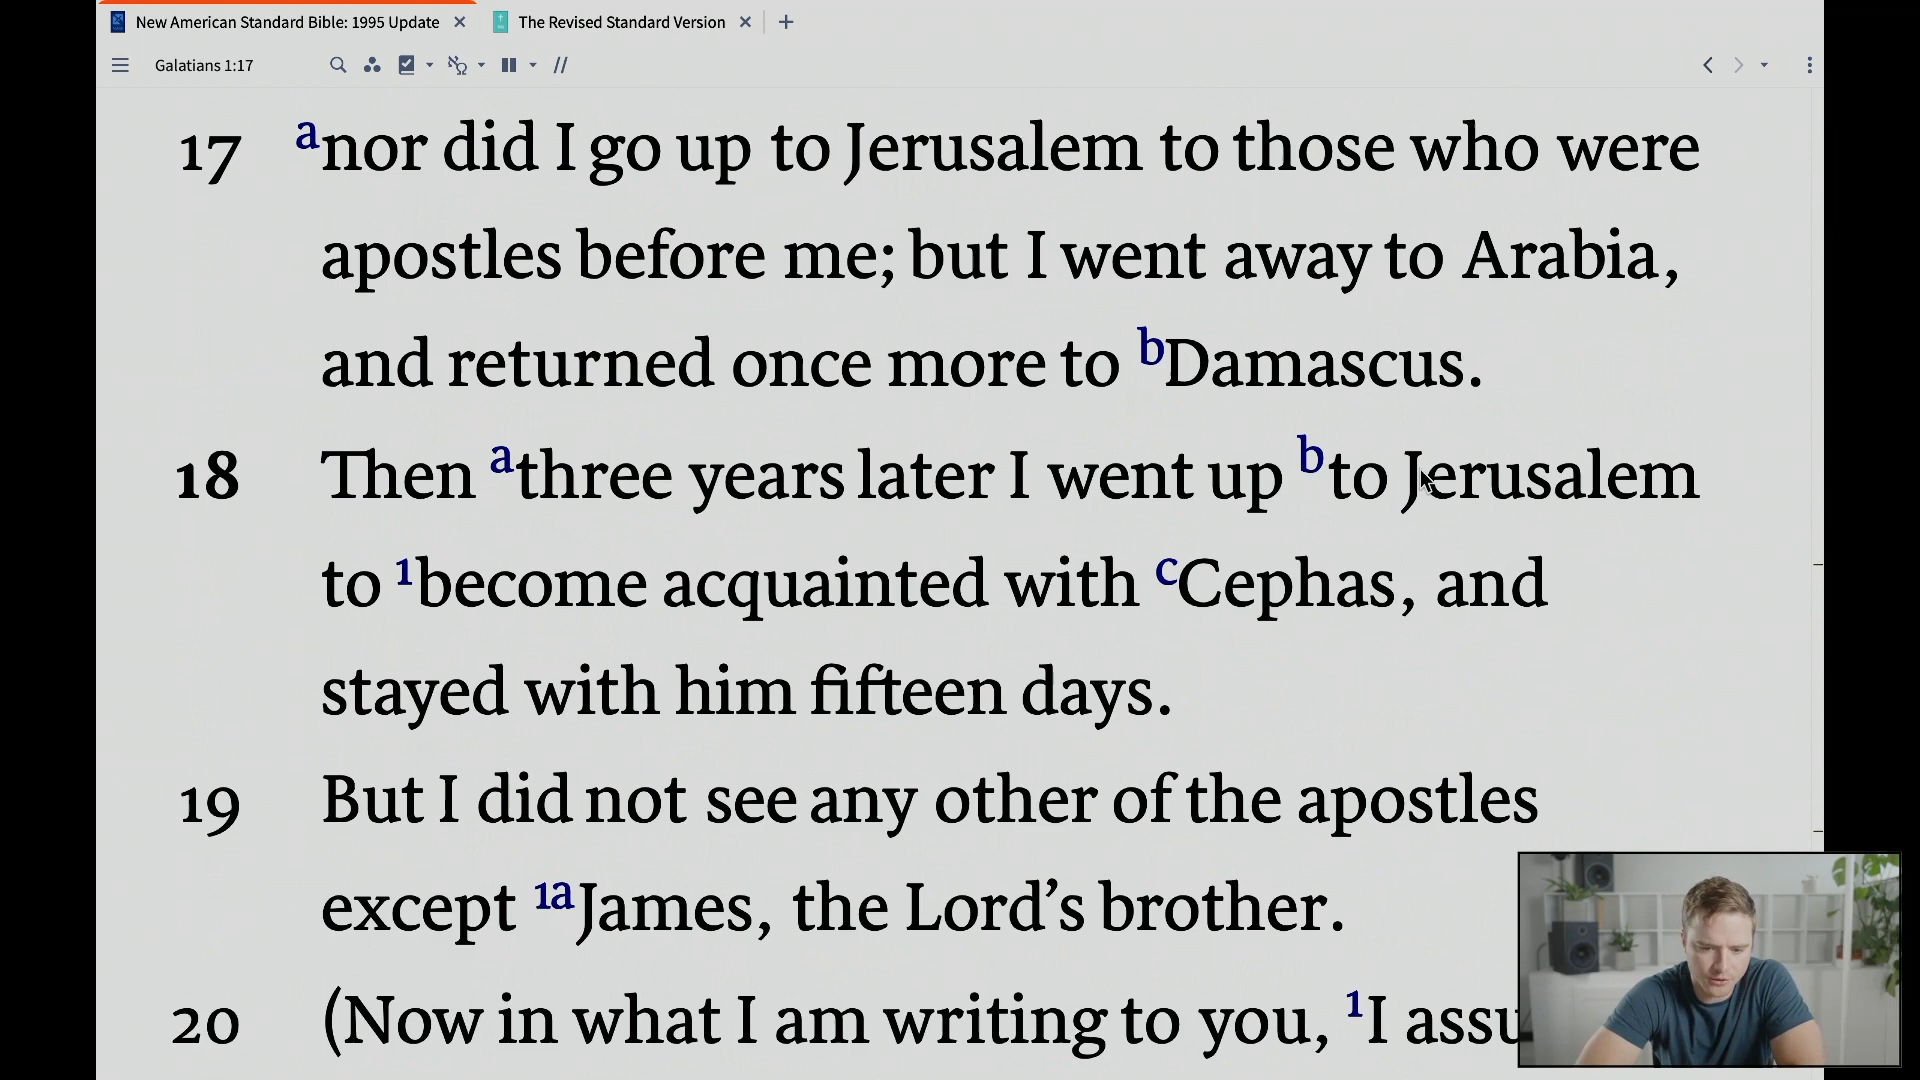 New American Standard Bible: 1995 Update The Revised Standard Version
Galatians 1:17
17 anor did I go up to Jerusalem to those who were
apostles before me; but I went away to Arabia,
and returned once more to bDamascus.
18 Then athree years later I went up bto Jerusalem
to 1become acquainted with cCephas, and
stayed with him fifteen days.
19 But I did not see any other of the apostles
except 1aJames, the Lord’s brother.
20 (Now in what I am writing to you, 1I assu